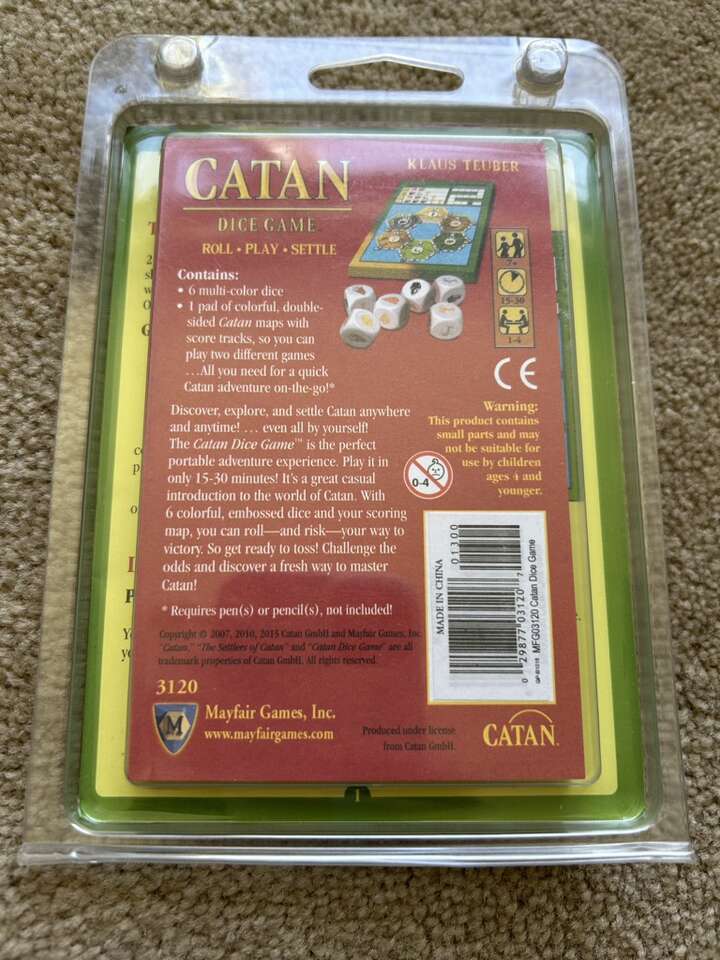 CATAN
KLAUS TEUBER
DICE GAME
ROLL • PLAY • SETTLE
Contains:
• 6 multi-color dice
• 1 pad of colorful, double-
sided Catan maps with
score tracks, so you can
play two different games
…All you need for a quick
Catan adventure on-the-go!*
7+
15-30
1-4
CE
Discover, explore, and settle Catan anywhere
and anytime! … even all by yourself!
The Catan Dice Game™ is the perfect
portable adventure experience. Play it in
only 15-30 minutes! It's a great casual
introduction to the world of Catan. With
6 colorful, embossed dice and your scoring
map, you can roll—and risk—your way to
victory. So get ready to toss! Challenge the
odds and discover a fresh way to master
Catan!
* Requires pen(s) or pencil(s), not included!
Warning:
This product contains
small parts and may
not be suitable for
use by children
ages 4 and
younger.
0-4
MADE IN CHINA
01300
0 29877 03120 7
MFG03120 Catan Dice Game
Copyright © 2007, 2010, 2015 Catan GmbH and Mayfair Games, Inc.
"Catan," "The Settlers of Catan" and "Catan Dice Game" are all
trademark properties of Catan GmbH. All rights reserved.
3120
M
Mayfair Games, Inc.
www.mayfairgames.com
Produced under license
from Catan GmbH.
CATAN